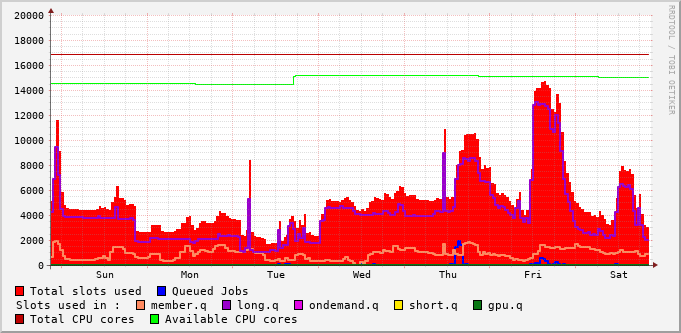 20000
18000
16000
14000
12000
10000
8000
6000
4000
2000
0
Sun Mon Tue Wed Thu Fri Sat
RRDTOOL / TOBI OETIKER
Total slots used Queued Jobs
Slots used in : member.q long.q ondemand.q short.q gpu.q
Total CPU cores Available CPU cores